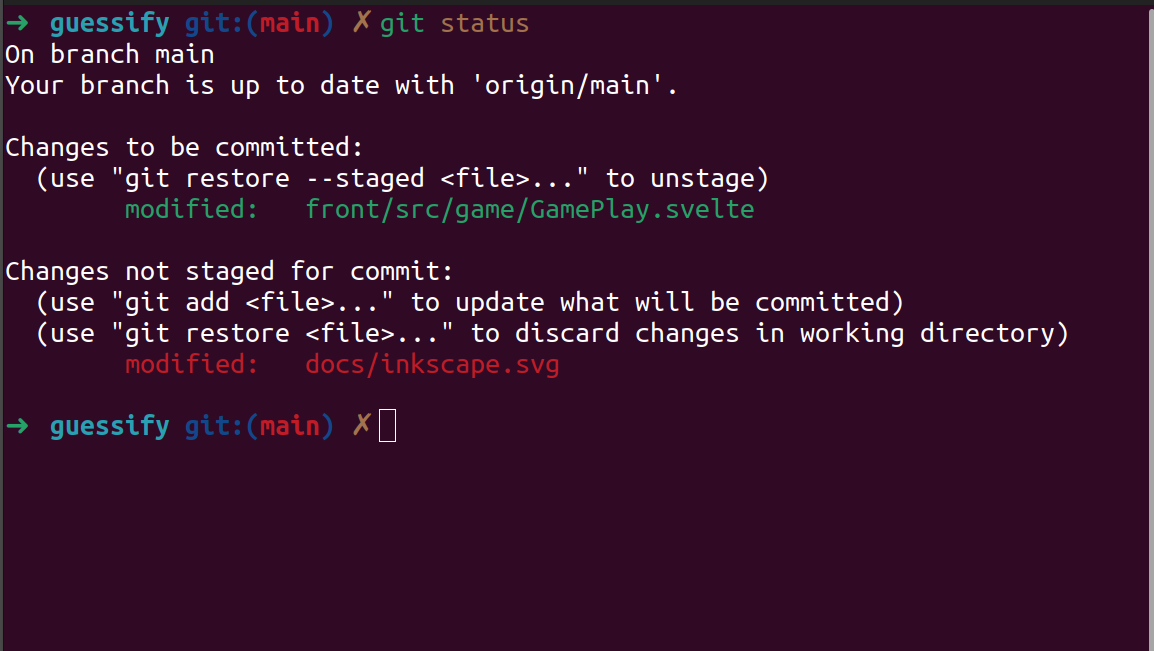 ➜ guessify git:(main) ✗ git status
On branch main
Your branch is up to date with 'origin/main'.

Changes to be committed:
  (use "git restore --staged <file>..." to unstage)
        modified:   front/src/game/GamePlay.svelte

Changes not staged for commit:
  (use "git add <file>..." to update what will be committed)
  (use "git restore <file>..." to discard changes in working directory)
        modified:   docs/inkscape.svg

➜ guessify git:(main) ✗